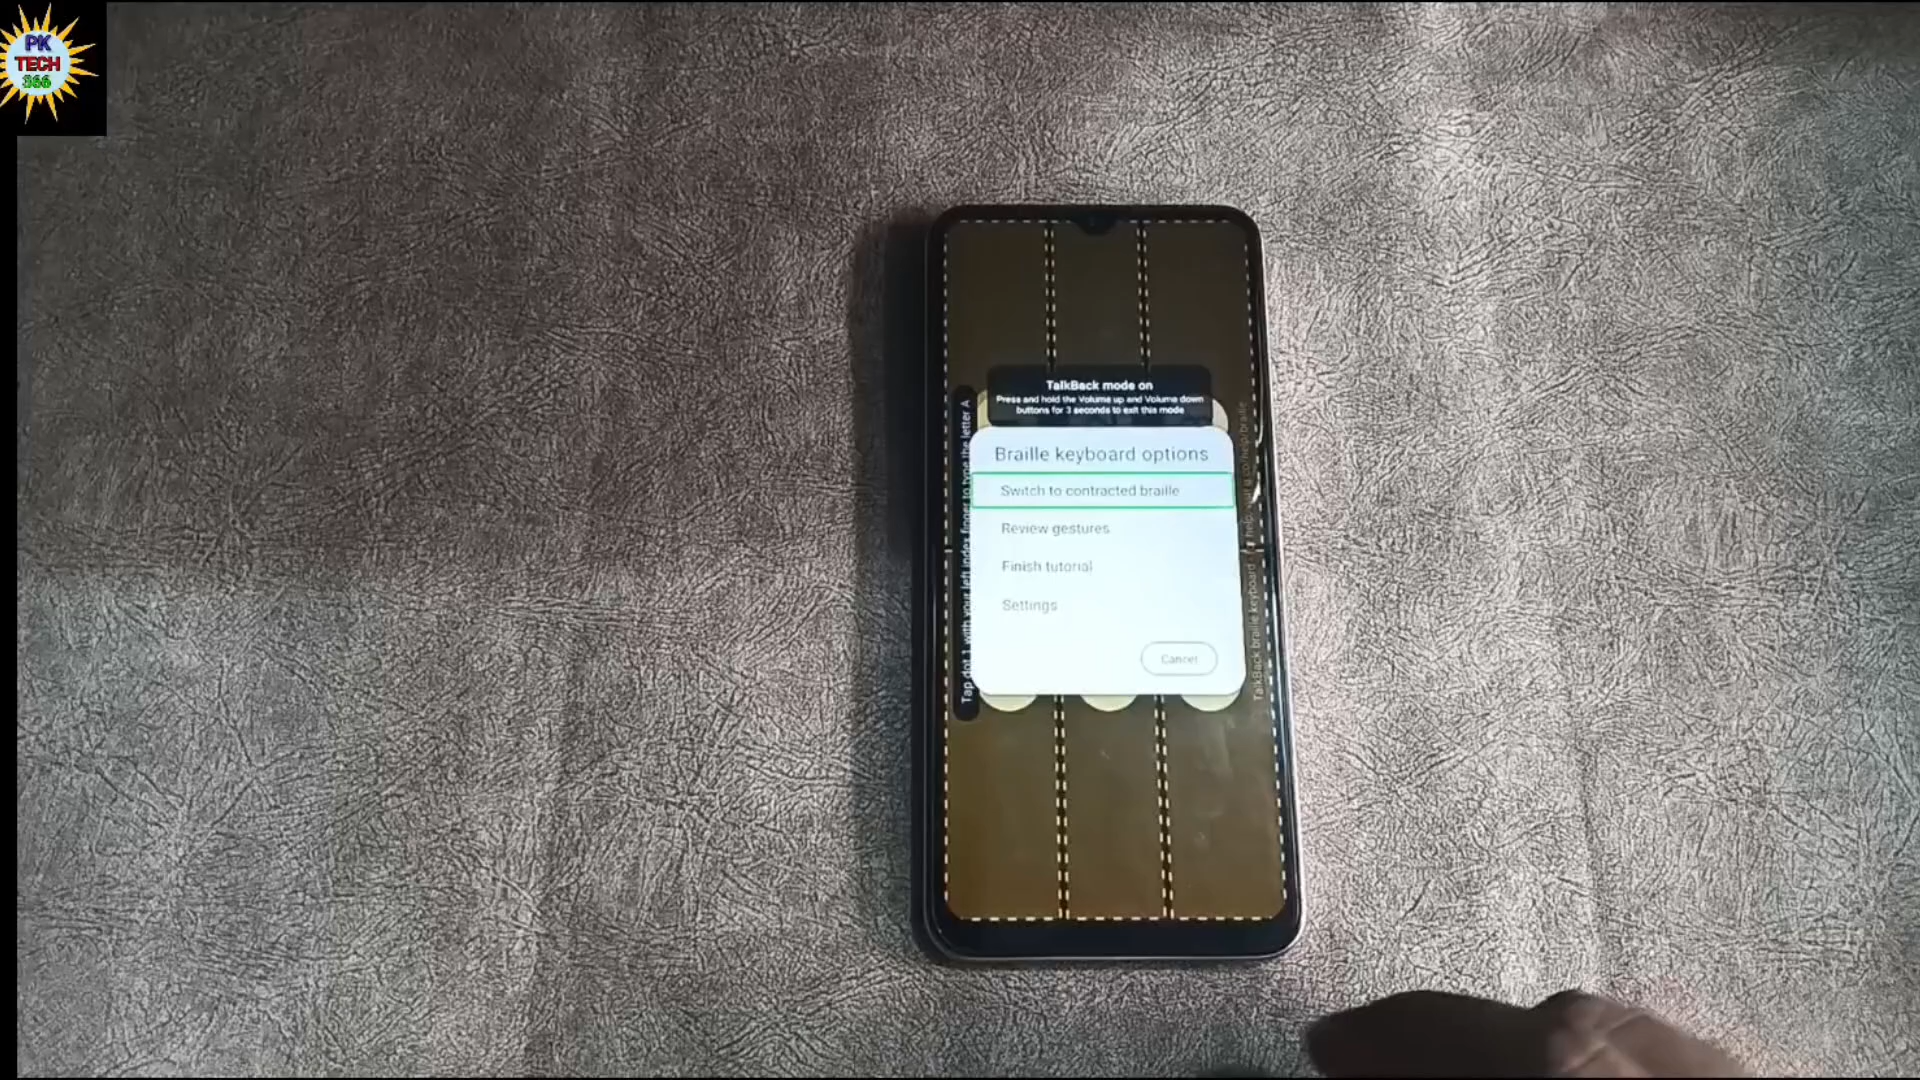 PK
TECH
366
TalkBack mode on
Press and hold the Volume up and Volume down
buttons for 3 seconds to exit this mode
Braille keyboard options
Switch to contracted braille
Review gestures
Finish tutorial
Settings
Cancel
Tap dot 1 with your left index finger to type the letter A
TalkBack braille keyboard